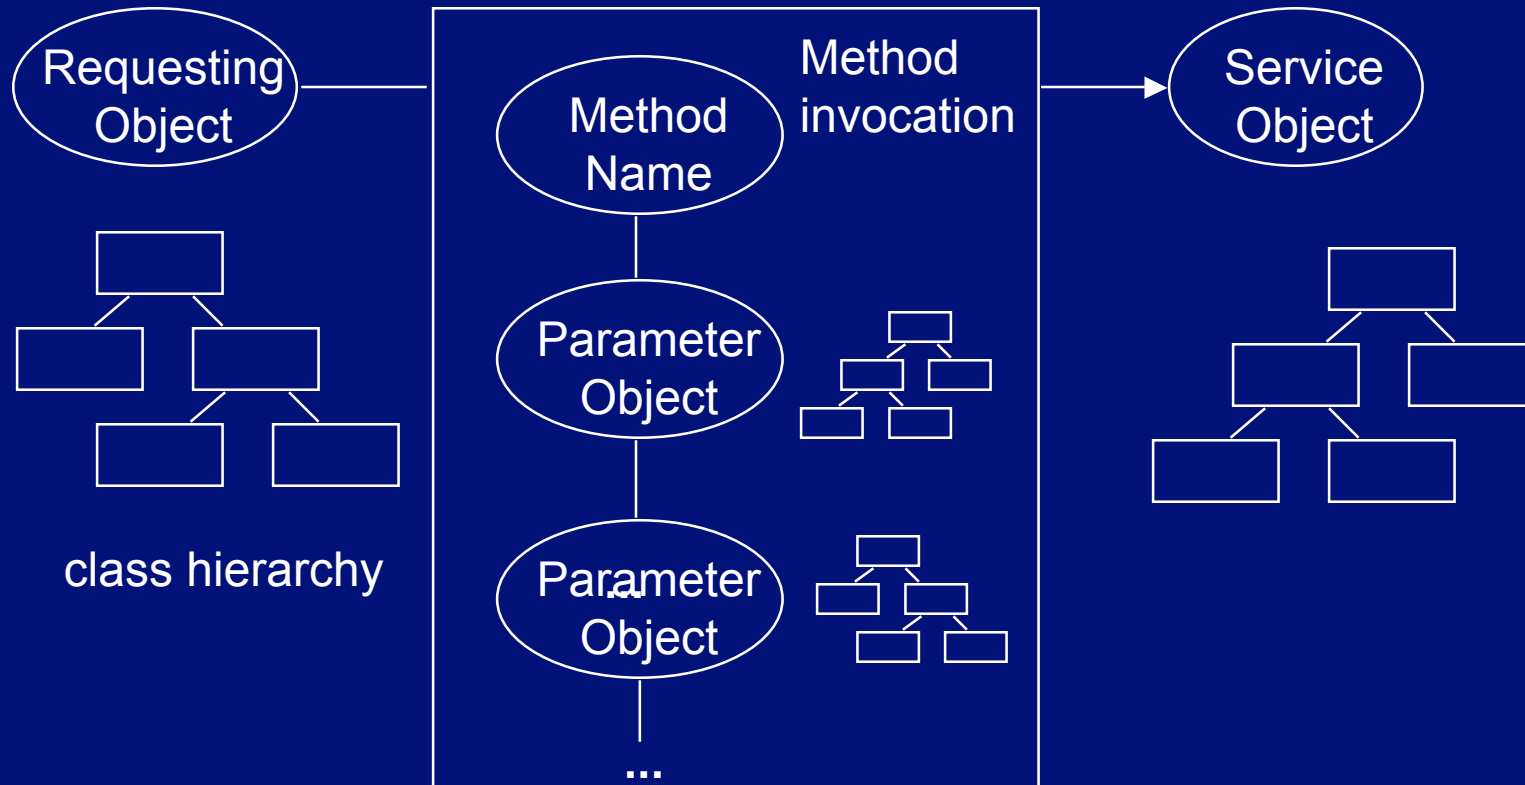 Requesting
Object
Method
invocation
Service
Object
Method
Name
Parameter
Object
class hierarchy
Parameter
...
Object
...